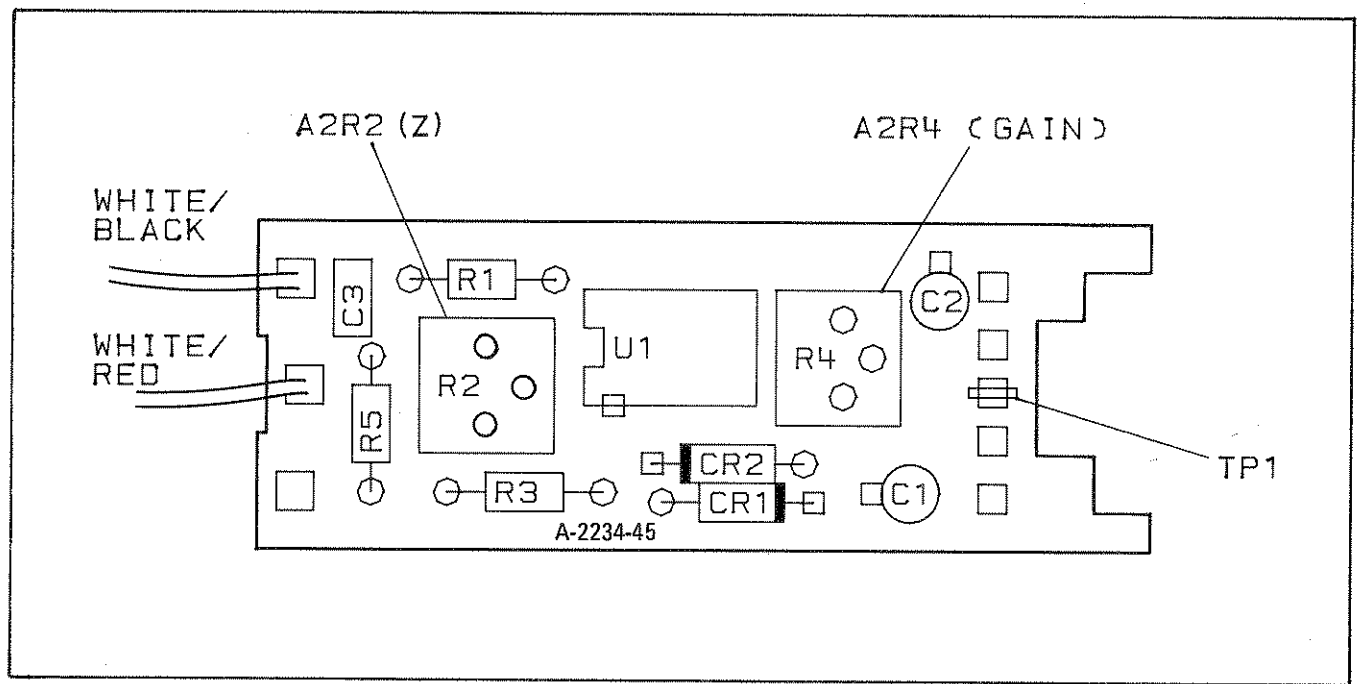 A2R2 (Z)
A2R4 (GAIN)
WHITE/
BLACK
WHITE/
RED
C3
R1
C2
U1
R4
R2
R5
CR2
TP1
R3
CR1
C1
A-2234-45